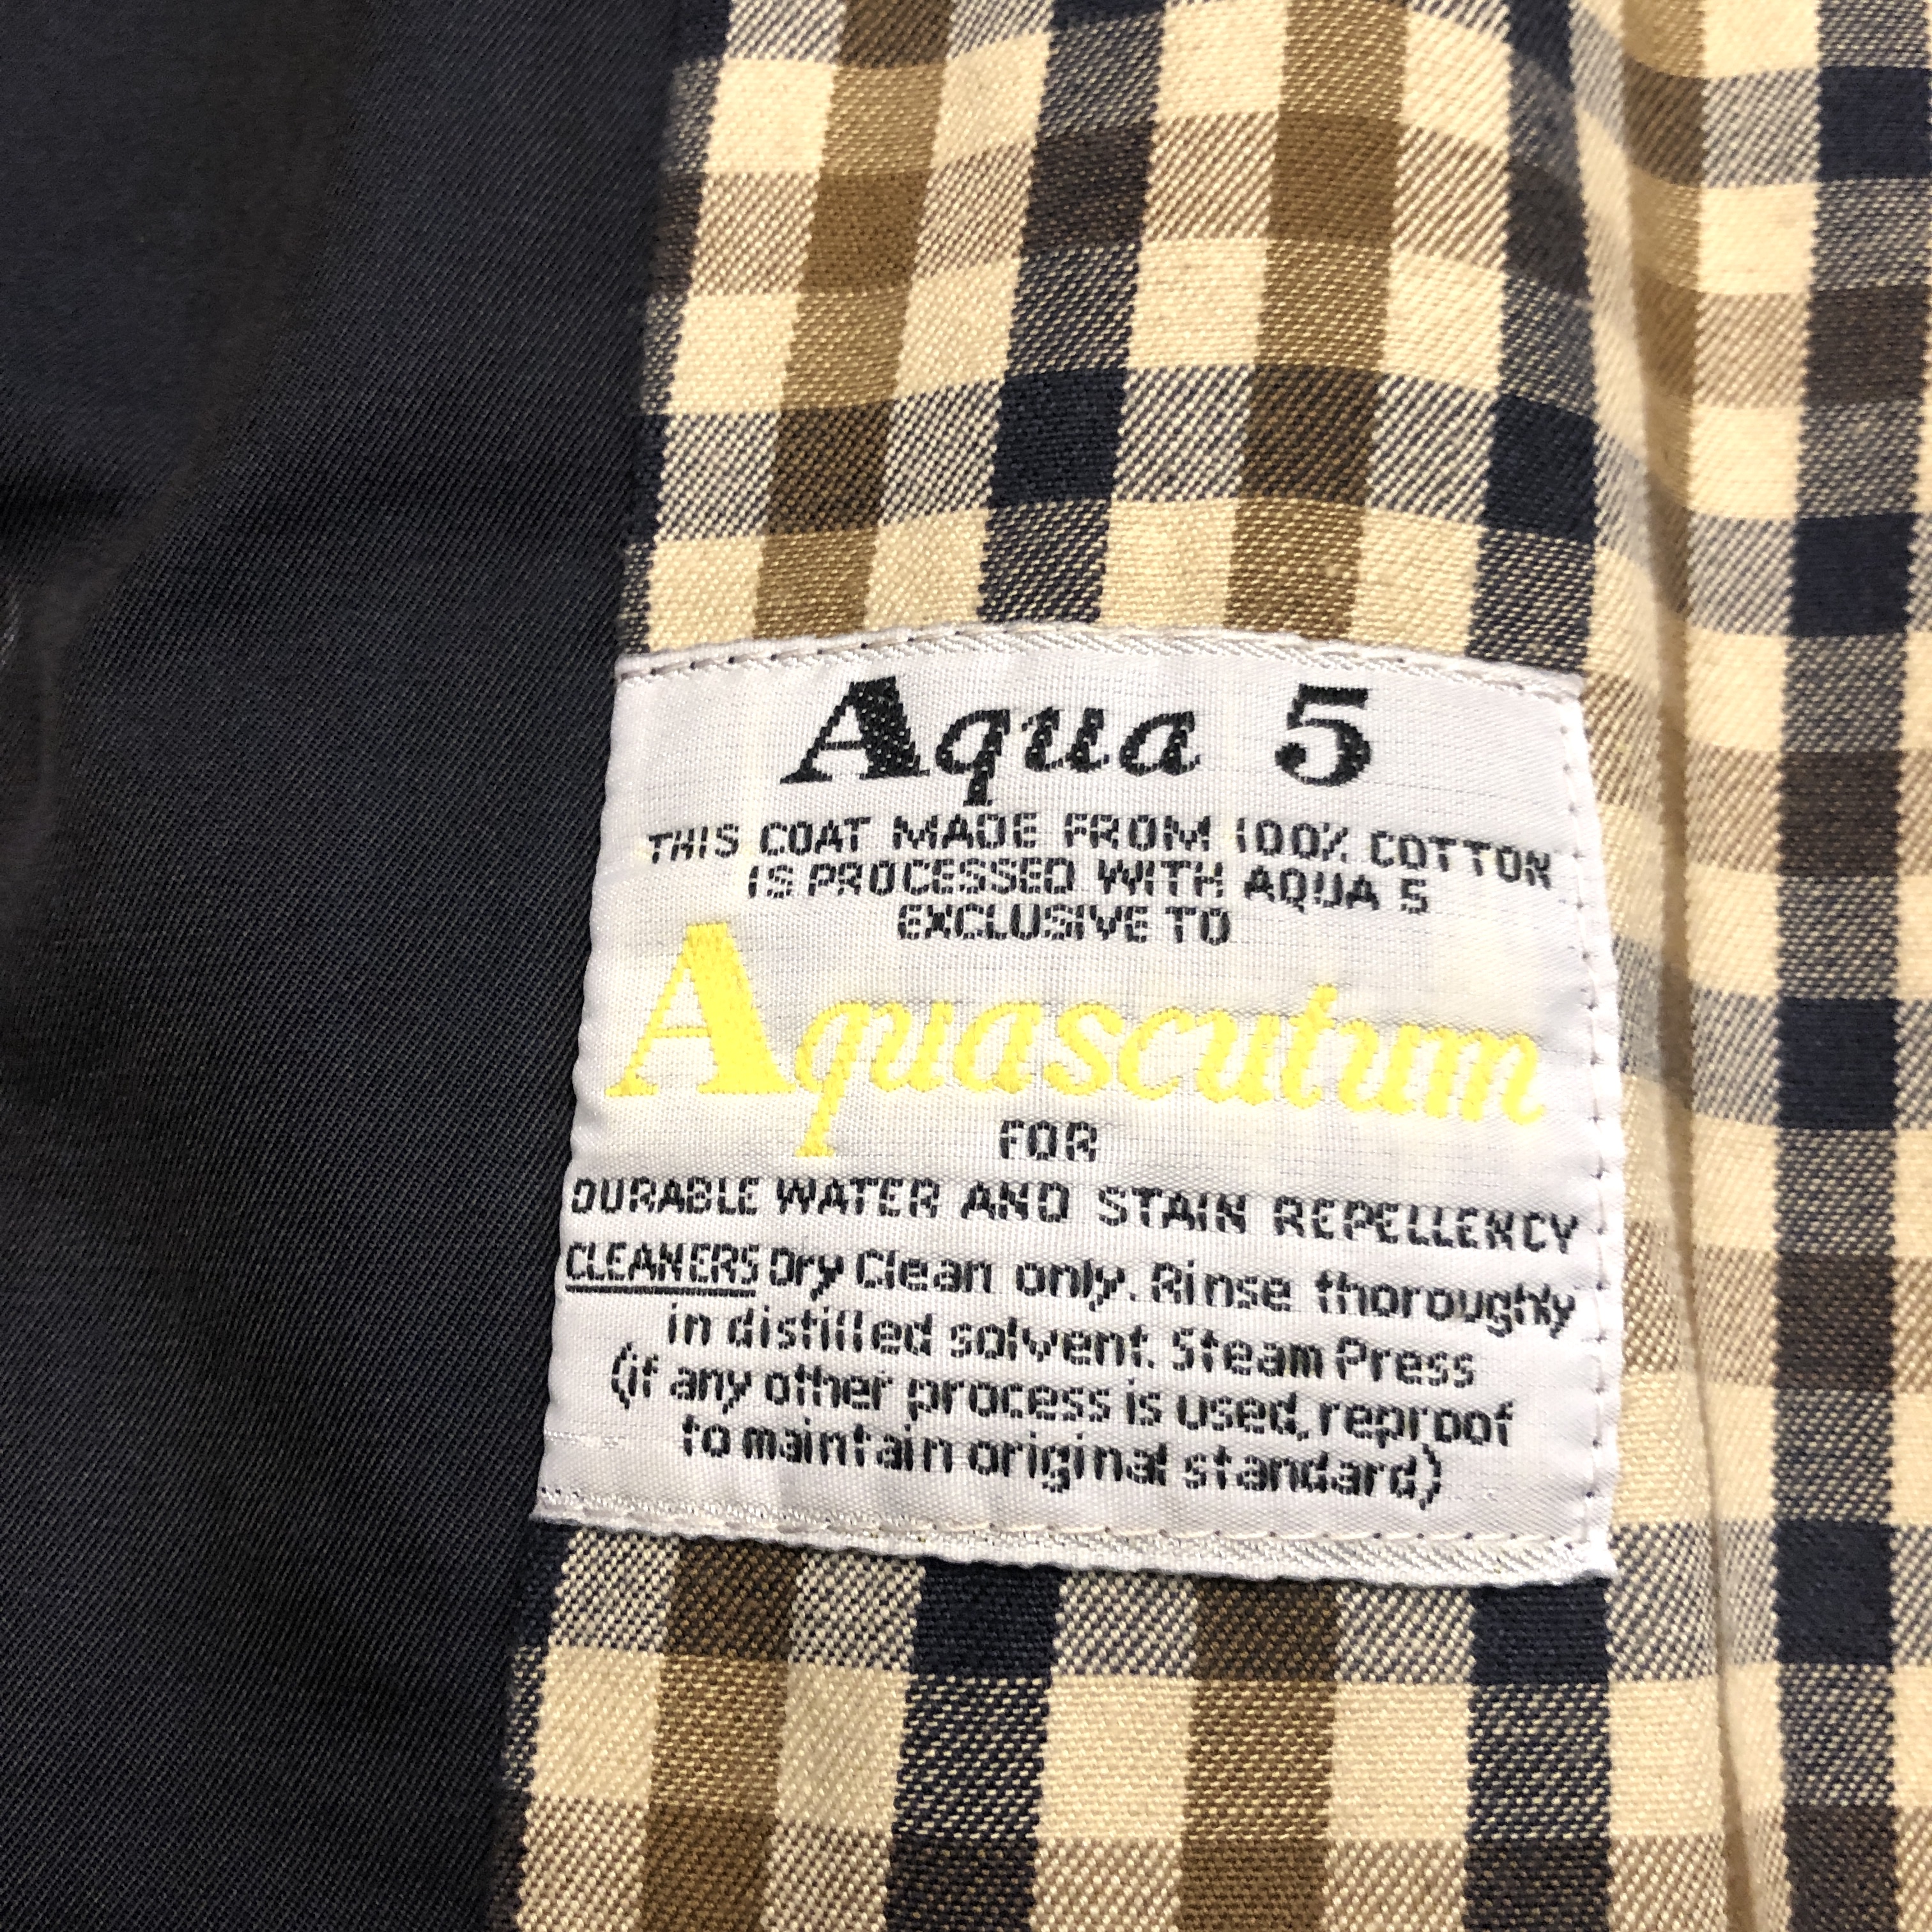 Aqua 5
THIS COAT MADE FROM 100% COTTON
IS PROCESSED WITH AQUA 5
EXCLUSIVE TO
Aquascutum
FOR
DURABLE WATER AND STAIN REPELLENCY
CLEANERS Dry Clean only. Rinse thoroughly
in distilled solvent. Steam Press
(if any other process is used, reproof
to maintain original standard)